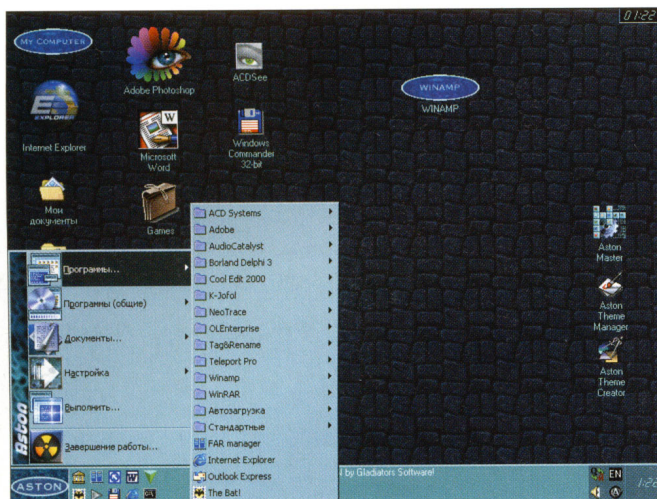 01:22
MY COMPUTER
Adobe Photoshop
ACDSee
WINAMP
WINAMP
EXPLORER
Internet Explorer
Microsoft
Word
Windows
Commander
32-bit
Мои
документы
Games
Aston
Master
Aston
Theme
Manager
Aston
Theme
Creator
Aston
Программы...
Программы (общие)
Документы...
Настройка
Выполнить...
Завершение работы...
ACD Systems
Adobe
AudioCatalyst
Borland Delphi 3
Cool Edit 2000
K-Jofol
NeoTrace
OLEnterprise
Tag&Rename
Teleport Pro
Winamp
WinRAR
Автозагрузка
Стандартные
FAR manager
Internet Explorer
Outlook Express
The Bat!
ASTON
by Gladiators Software!
EN
1:22